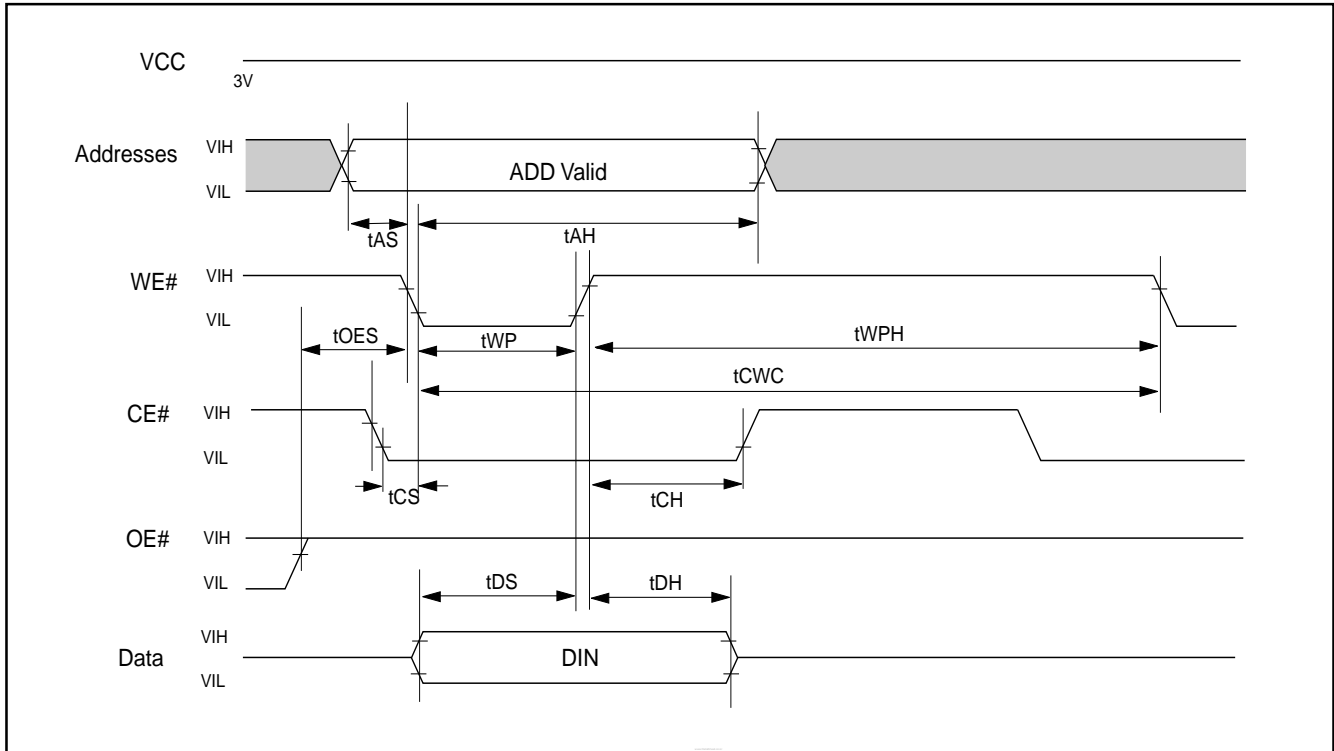 VCC
3V
Addresses
VIH
VIL
ADD Valid
tAS
tAH
WE#
VIH
VIL
tOES
tWP
tWPH
tCWC
CE#
VIH
VIL
tCS
tCH
OE#
VIH
VIL
tDS
tDH
Data
VIH
VIL
DIN